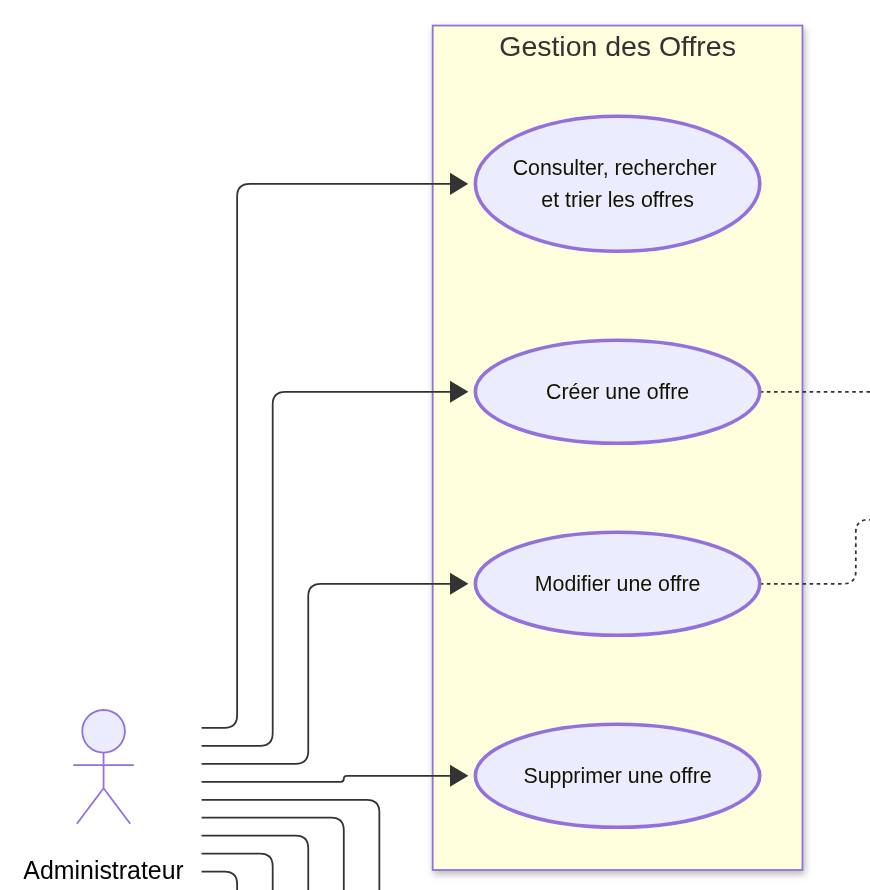 Gestion des Offres
Consulter, rechercher
et trier les offres
Créer une offre
Modifier une offre
Supprimer une offre
Administrateur